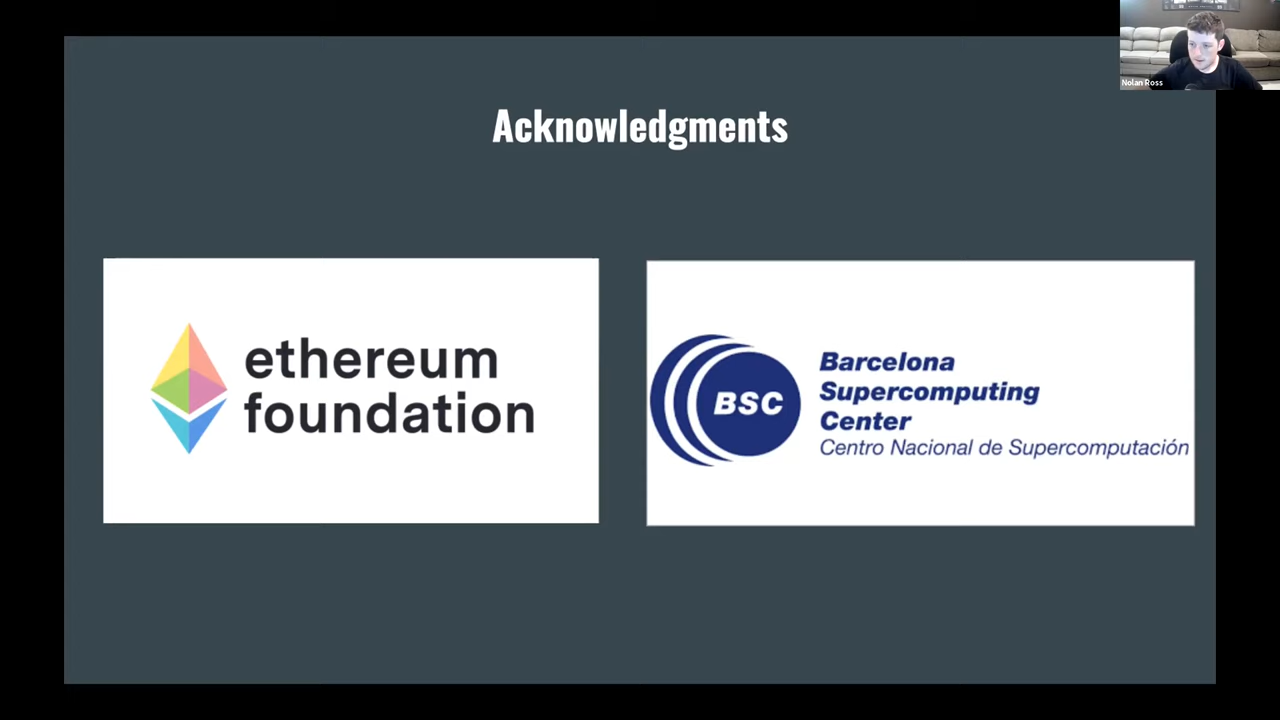 Nolan Ross
Acknowledgments
ethereum
foundation
BSC
Barcelona
Supercomputing
Center
Centro Nacional de Supercomputación